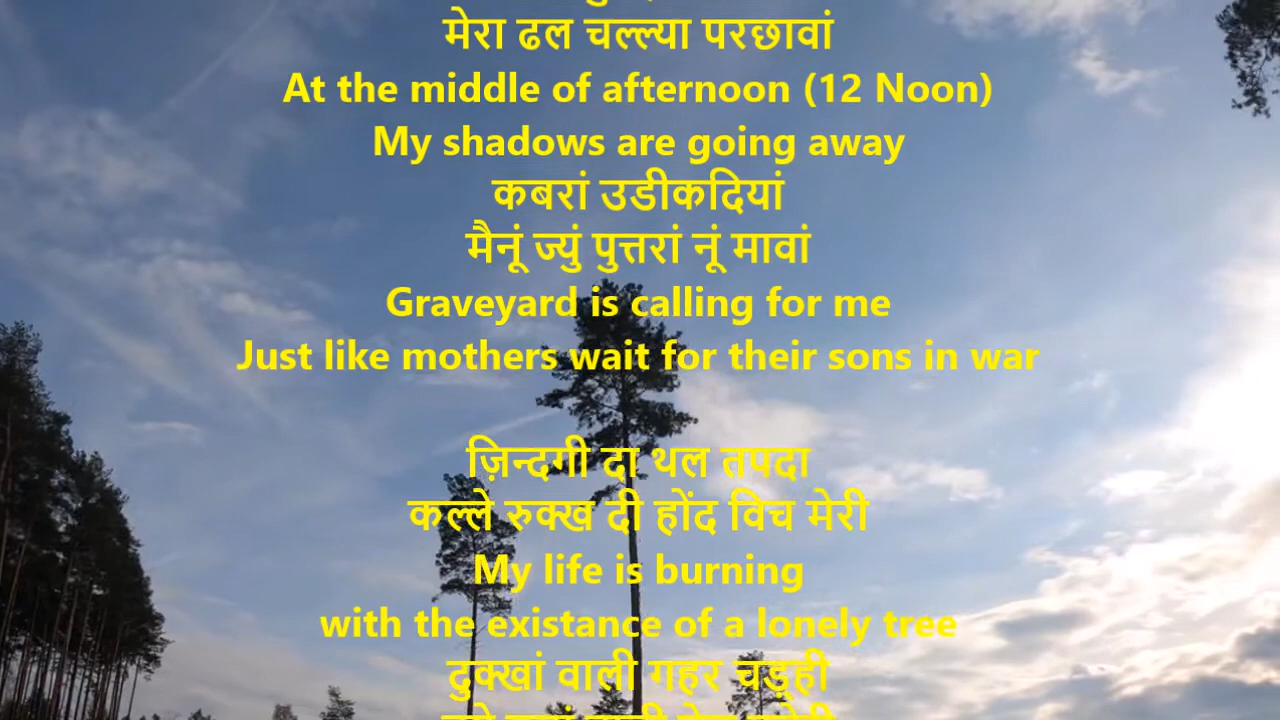 मेरा ढल चल्ल्या परछावां
At the middle of afternoon (12 Noon)
My shadows are going away
कबरां उडीकदियां
मैनूं ज्युं पुत्तरां नूं मावां
Graveyard is calling for me
Just like mothers wait for their sons in war
ज़िन्दगी दा थल तपदा
कल्ले रुक्ख दी होंद विच मेरी
My life is burning
with the existance of a lonely tree
दुक्खां वाली गहर चड़्ही